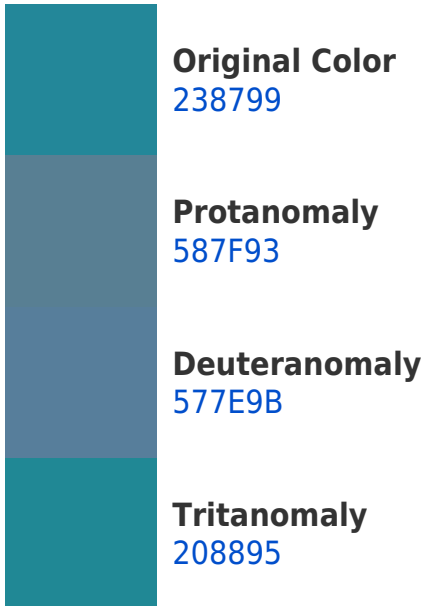 Original Color
238799
Protanomaly
587F93
Deuteranomaly
577E9B
Tritanomaly
208895